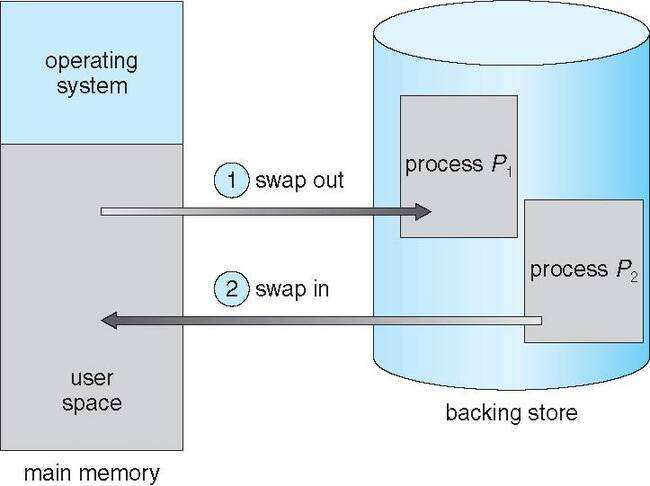 operating
system
1 swap out
process P₁
2 swap in
process P₂
user
space
backing store
main memory